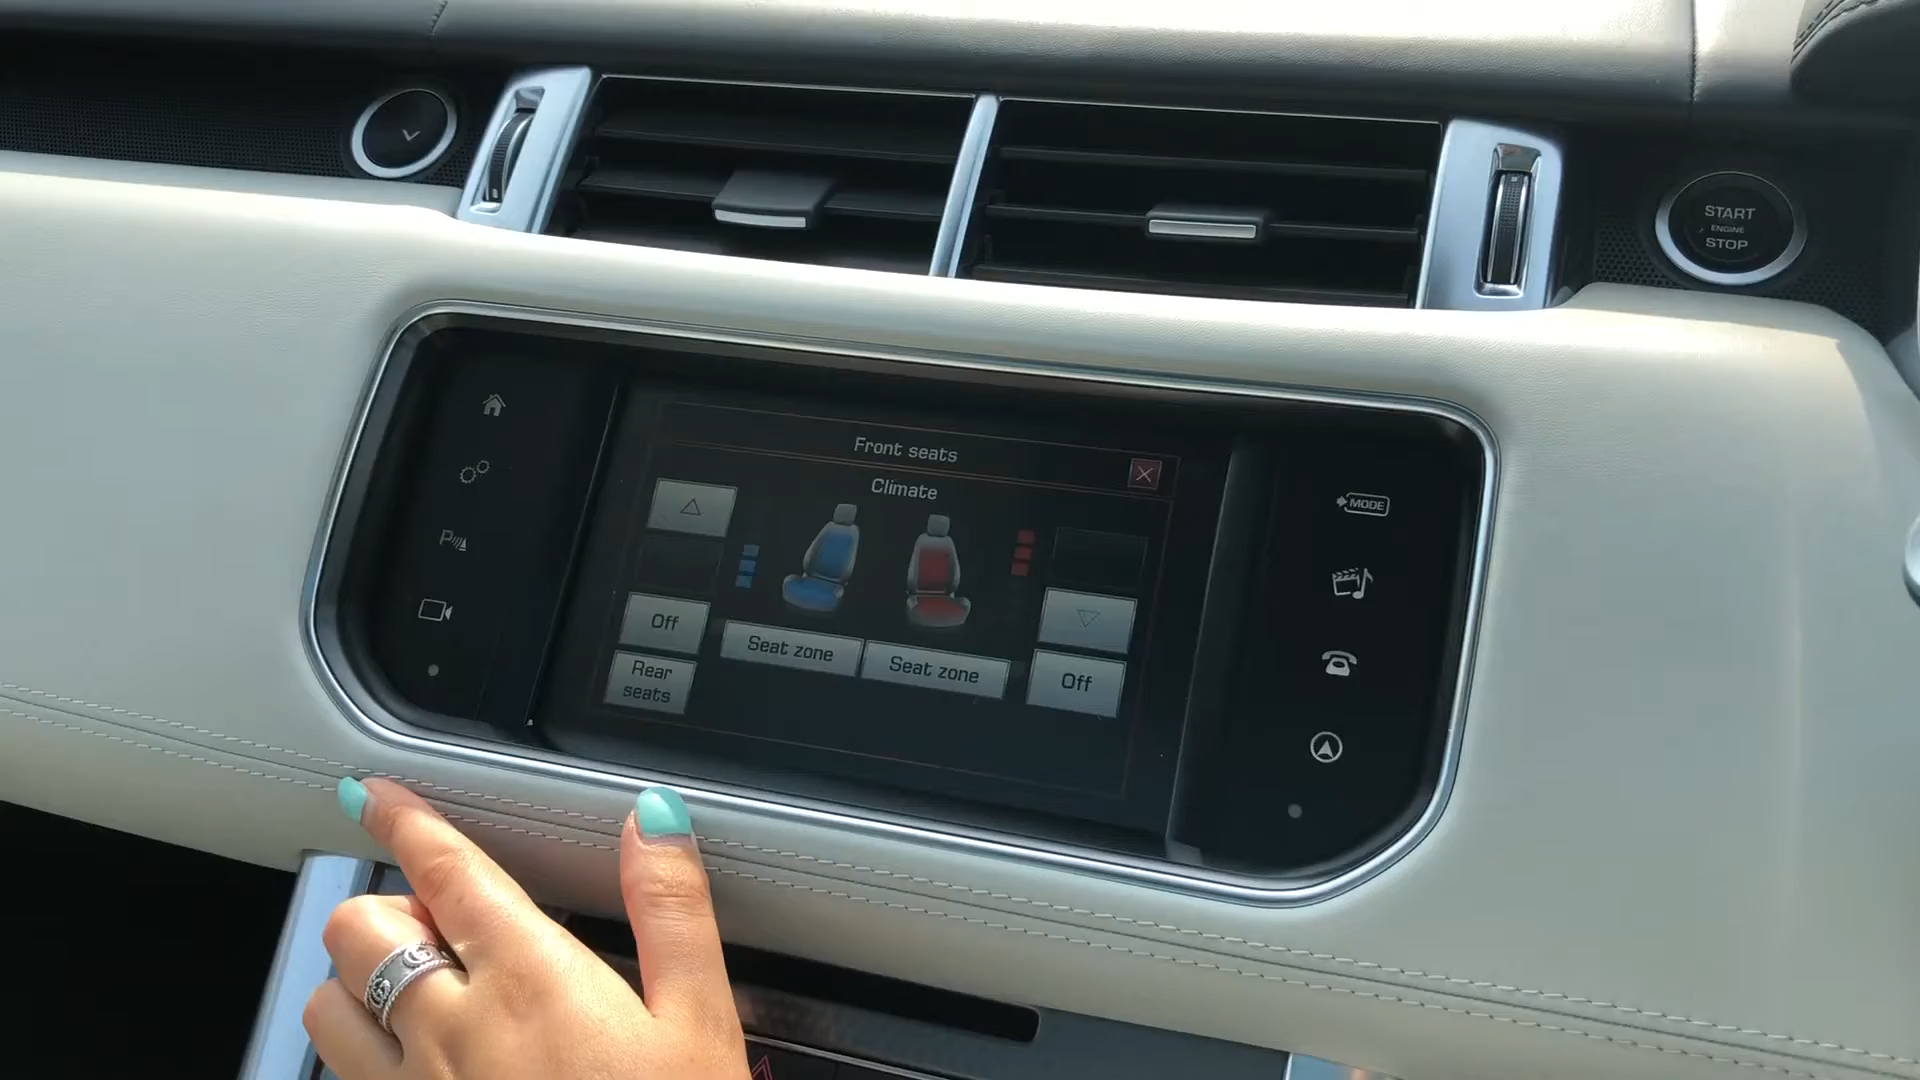 START
ENGINE
STOP
Front seats
Climate
MODE
P
Off
Seat zone
Seat zone
Rear
seats
Off